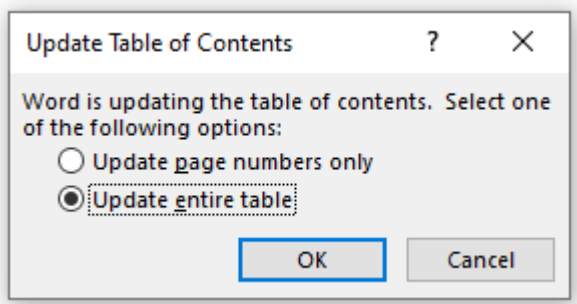 Update Table of Contents ?
Word is updating the table of contents. Select one
of the following options:
Update page numbers only
Update entire table
OK Cancel